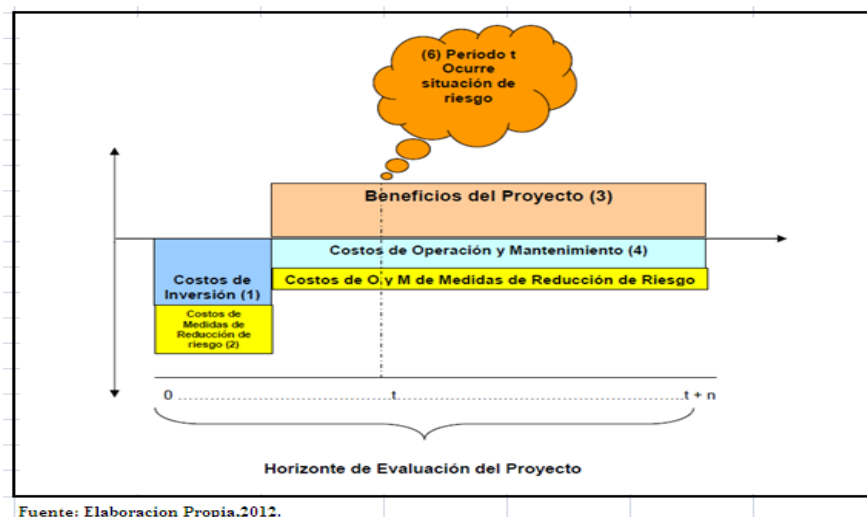 (6) Periodo t
Ocurre
situación de
riesgo
Beneficios del Proyecto (3)
Costos de Operación y Mantenimiento (4)
Costos de O y M de Medidas de Reducción de Riesgo
Costos de
Inversión (1)
Costos de
Medidas de
Reducción de
riesgo (2)
0 ........................................t........................................................t + n
Horizonte de Evaluación del Proyecto
Fuente: Elaboracion Propia,2012.